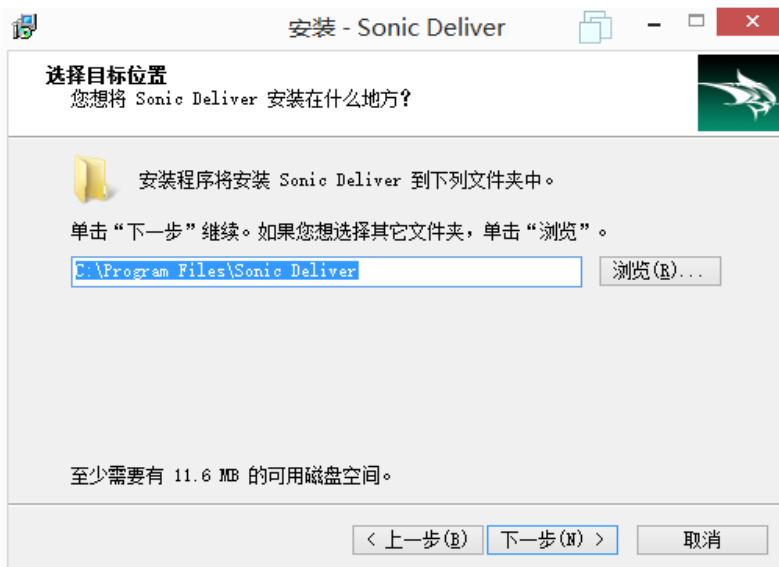 安装 - Sonic Deliver
选择目标位置
您想将 Sonic Deliver 安装在什么地方?
安装程序将安装 Sonic Deliver 到下列文件夹中。
单击“下一步”继续。如果您想选择其它文件夹，单击“浏览”。
C:\Program Files\Sonic Deliver
浏览(R)...
至少需要有 11.6 MB 的可用磁盘空间。
< 上一步(B)
下一步(N) >
取消